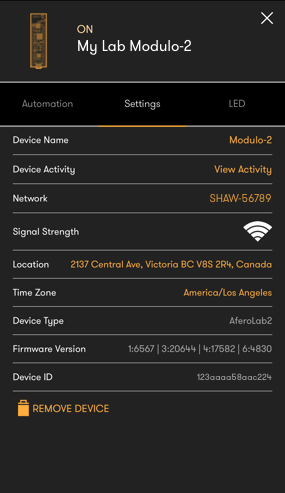 ON
My Lab Modulo-2
Automation Settings LED
Device Name Modulo-2
Device Activity View Activity
Network SHAW-56789
Signal Strength
Location 2137 Central Ave, Victoria BC V8S 2R4, Canada
Time Zone America/Los Angeles
Device Type AferoLab2
Firmware Version 1:6567 | 3:20644 | 4:17582 | 6:4830
Device ID 123aaaa58aac224
REMOVE DEVICE